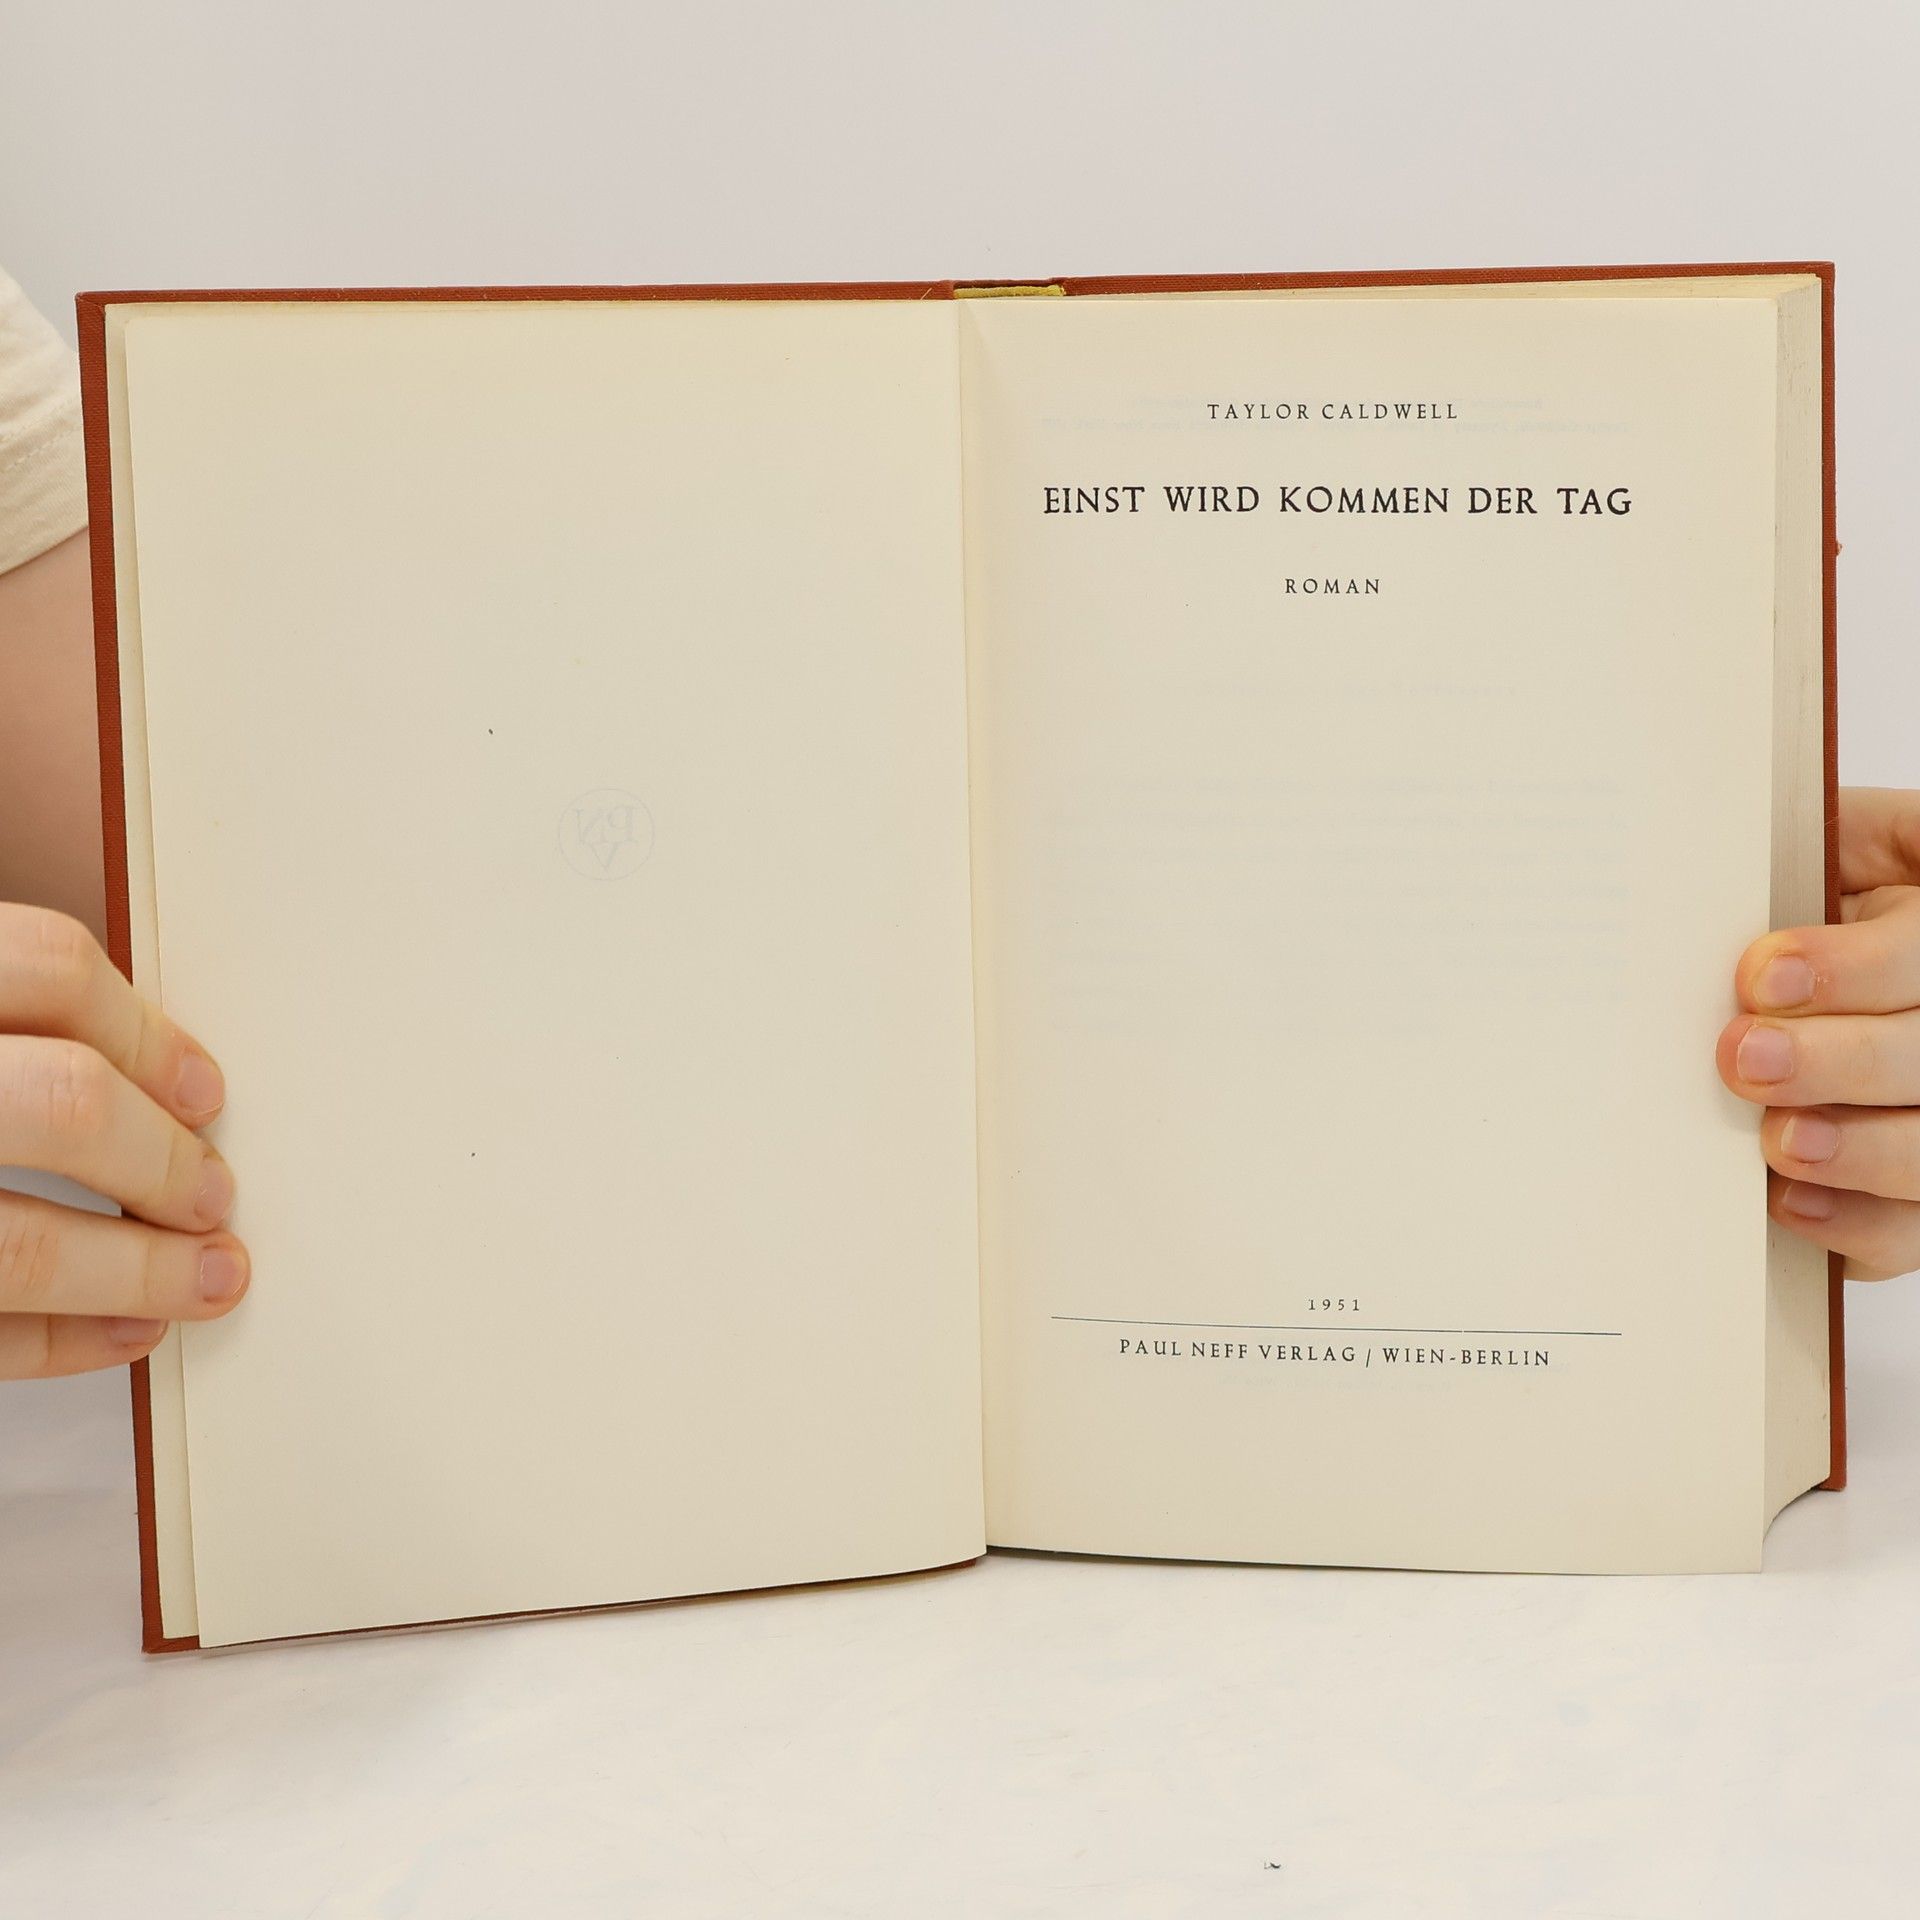 TAYLOR CALDWELL
EINST WIRD KOMMEN DER TAG
ROMAN
1951
PAUL NEFF VERLAG / WIEN-BERLIN